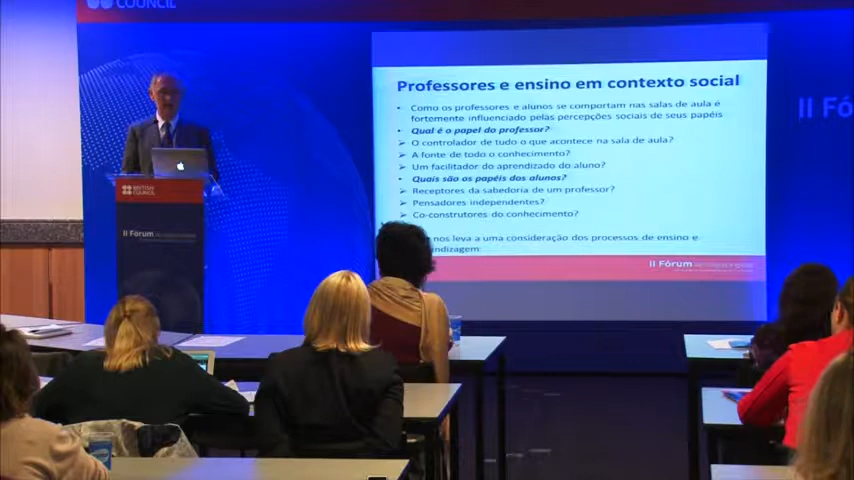 COUNCIL
Professores e ensino em contexto social
• Como os professores e alunos se comportam nas salas de aula é
fortemente influenciado pelas percepções sociais de seus papéis
• Qual é o papel do professor?
➢ O controlador de tudo o que acontece na sala de aula?
➢ A fonte de todo o conhecimento?
➢ Um facilitador do aprendizado do aluno?
• Quais são os papéis dos alunos?
➢ Receptores da sabedoria de um professor?
➢ Pensadores independentes?
➢ Co-construtores do conhecimento?
nos leva a uma consideração dos processos de ensino e
II Fórum
II Fó
BRITISH
COUNCIL
II Fórum